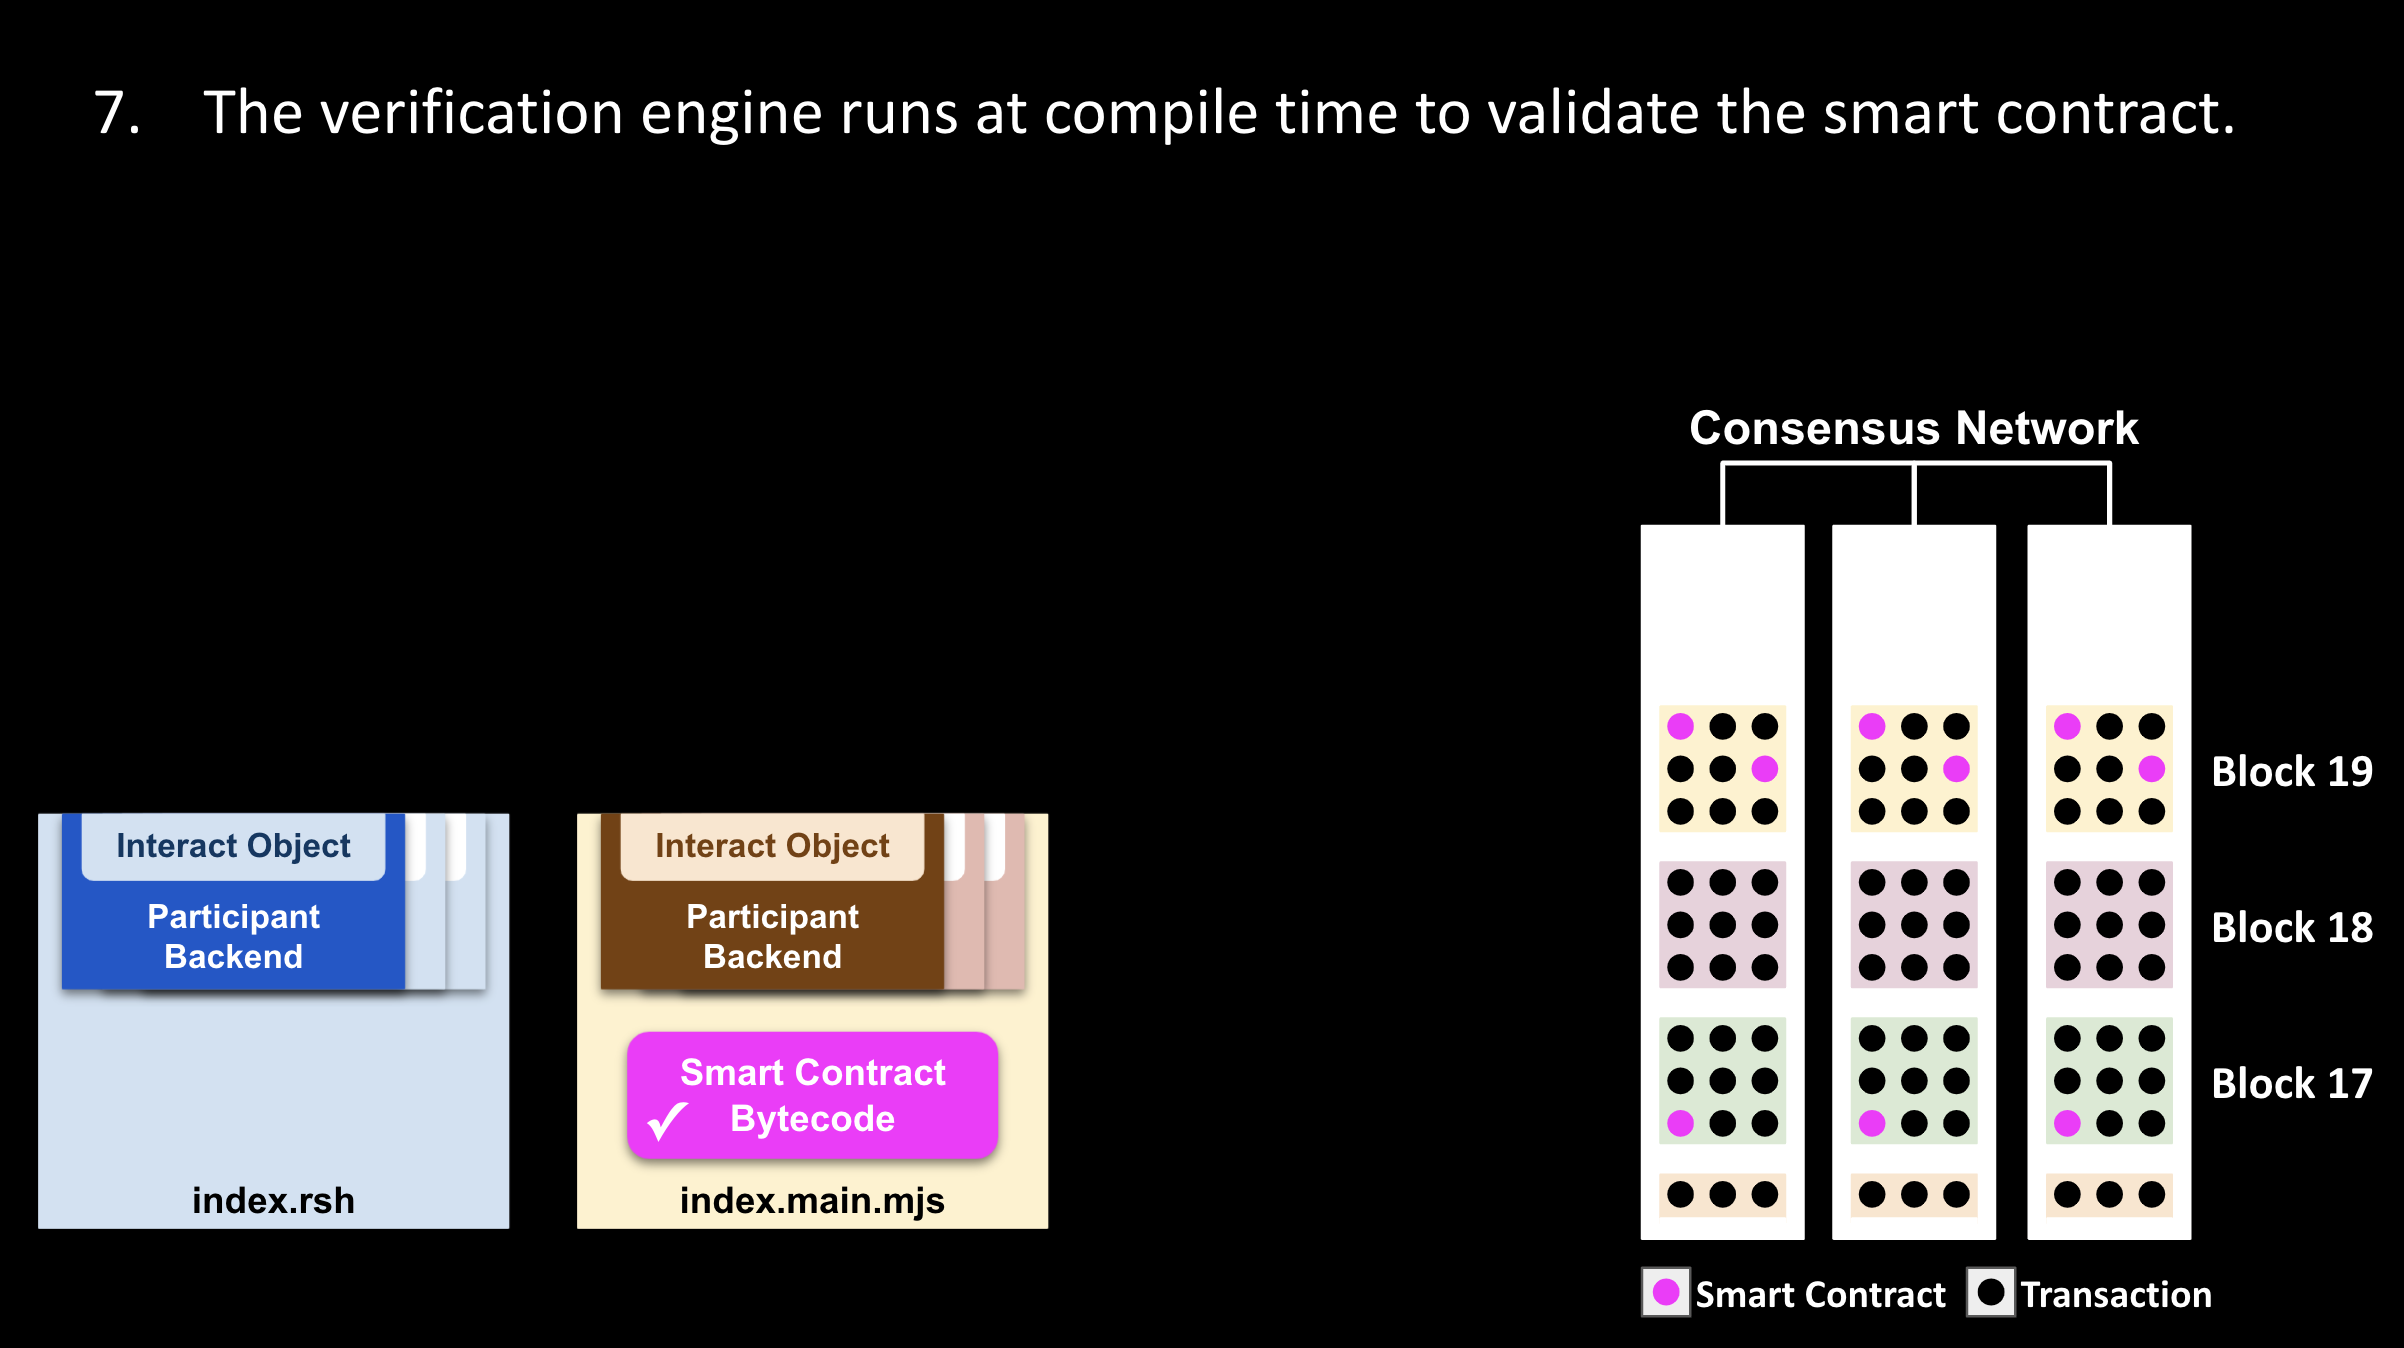 7. The verification engine runs at compile time to validate the smart contract.
Consensus Network
Block 19
Block 18
Block 17
Interact Object
Participant
Backend
index.rsh
Interact Object
Participant
Backend
Smart Contract
Bytecode
index.main.mjs
Smart Contract
Transaction